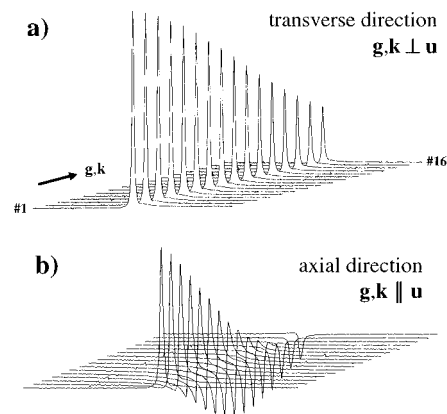 a)
transverse direction
g,k ⊥ u
#16
g,k
#1
b)
axial direction
g,k ∥ u